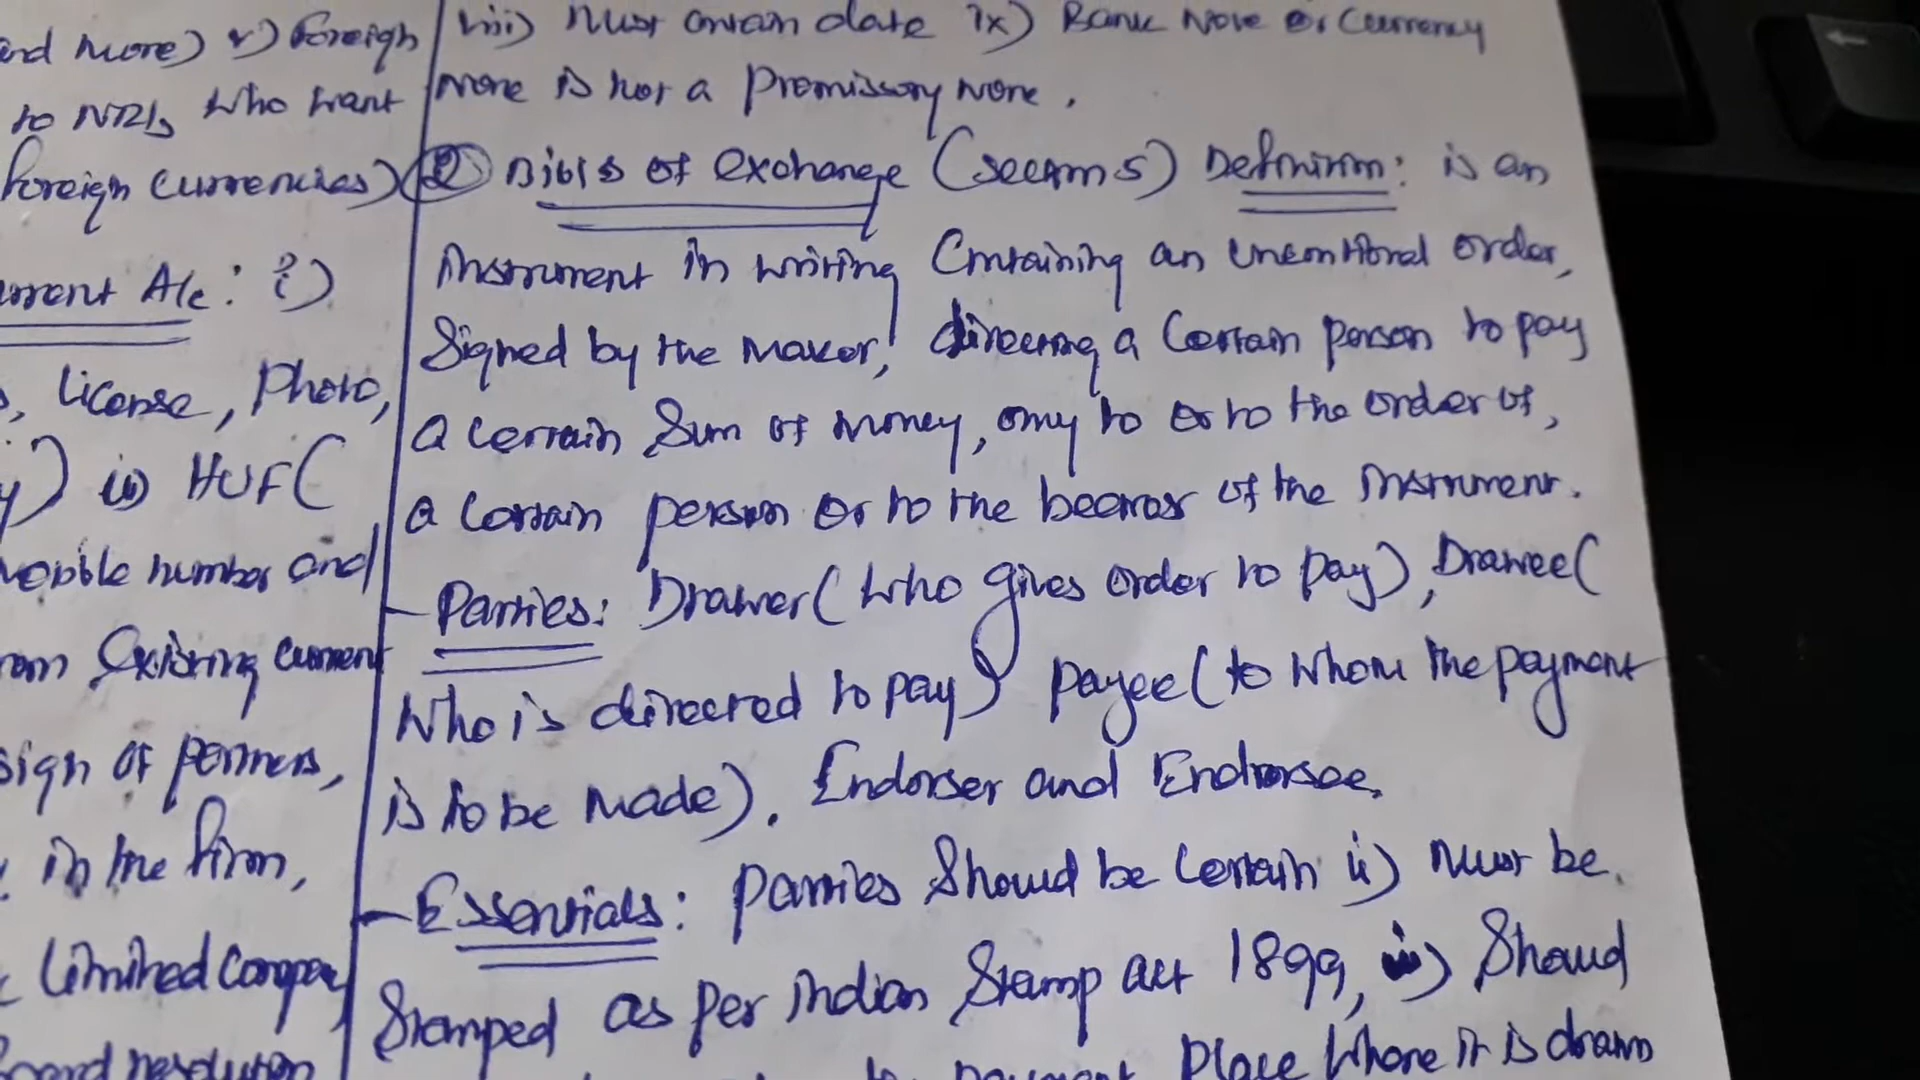 and more) v) Foreign
to NRIs who want
foreign currencies)
Current A/c: i)
, License, Photo,
) ii) HUF(
mobile number and
from existing current
sign of partners,
in the firm,
Limited Company
Board resolution
viii) Must contain date ix) Bank Note or Currency
Note is not a Promissory Note.
2) Bills of exchange (section 5) Definition: is an
Instrument in writing Containing an unconditional order,
Signed by the Maker, directing a Certain person to pay
a certain Sum of money, only to or to the order of,
a Certain person or to the bearer of the Instrument.
- Parties: Drawer( who gives order to pay), Drawee(
who is directed to pay) payee( to whom the payment
is to be made). Endorser and Endorsee.
- Essentials: Parties Should be Certain ii) Must be
Stamped as per Indian Stamp act 1899, iii) Should
payment, Place where it is drawn